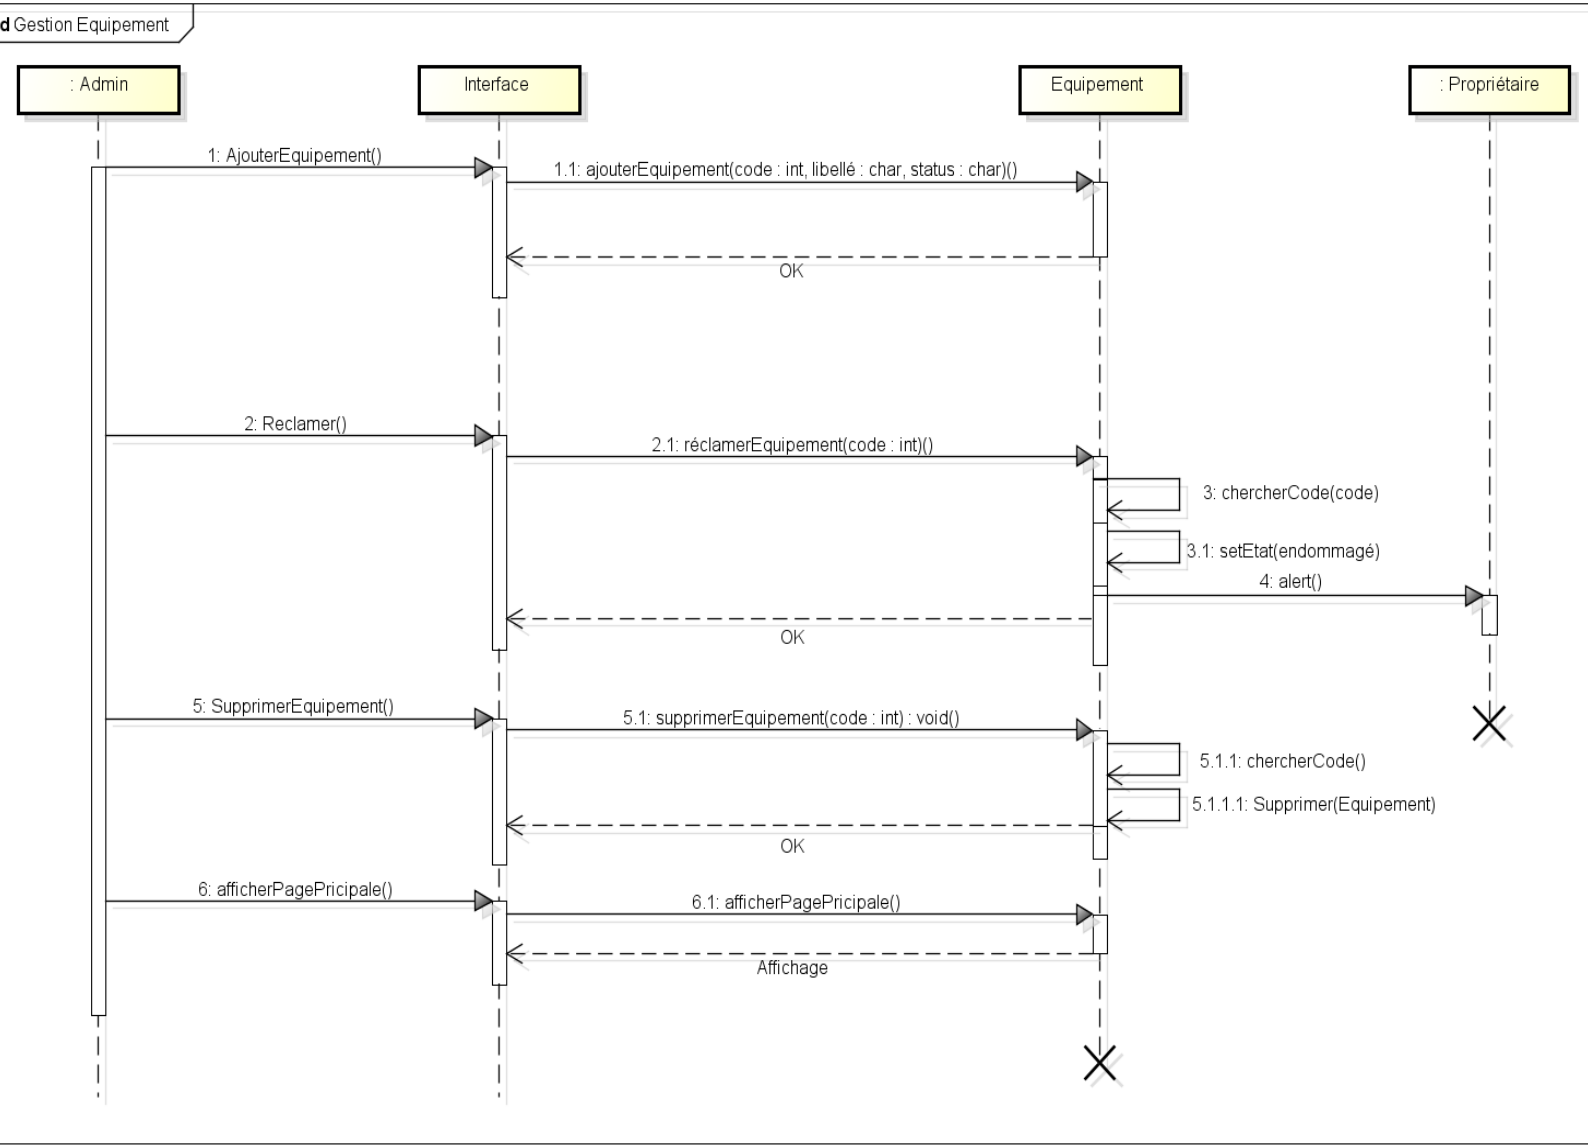 d Gestion Equipement
: Admin
Interface
Equipement
: Propriétaire
1: AjouterEquipement()
1.1: ajouterEquipement(code : int, libellé : char, status : char)()
OK
2: Reclamer()
2.1: réclamerEquipement(code : int)()
3: chercherCode(code)
3.1: setEtat(endommagé)
4: alert()
OK
5: SupprimerEquipement()
5.1: supprimerEquipement(code : int) : void()
5.1.1: chercherCode()
5.1.1.1: Supprimer(Equipement)
OK
6: afficherPagePricipale()
6.1: afficherPagePricipale()
Affichage